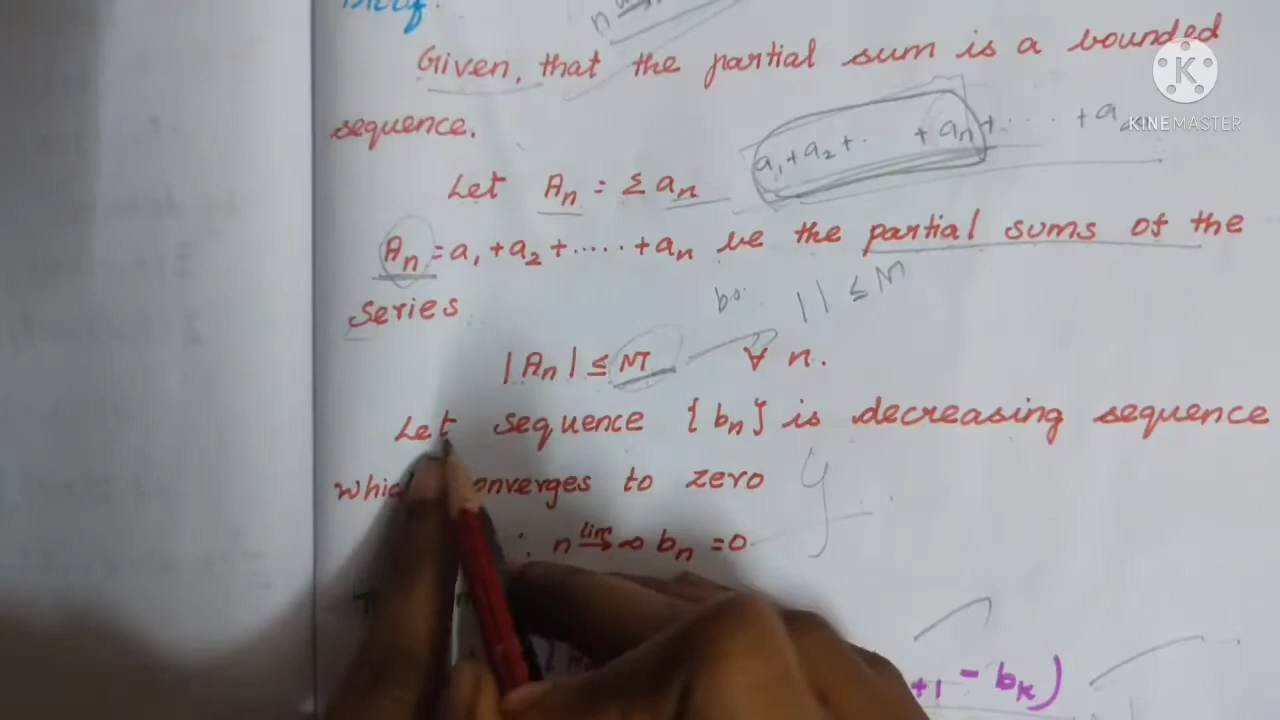 Given, that the partial sum is a bounded
sequence.
a₁+a₂+· +aₙ+···· +a
KINEMASTER
Let Aₙ = Σaₙ
Aₙ = a₁+a₂+·····+aₙ be the partial sums of the
series
b.o. | | ≤ M
|Aₙ| ≤ M ∀ n.
Let sequence {bₙ} is decreasing sequence
converges to zero
: n lim→∞ bₙ = 0
+1 − bₖ)